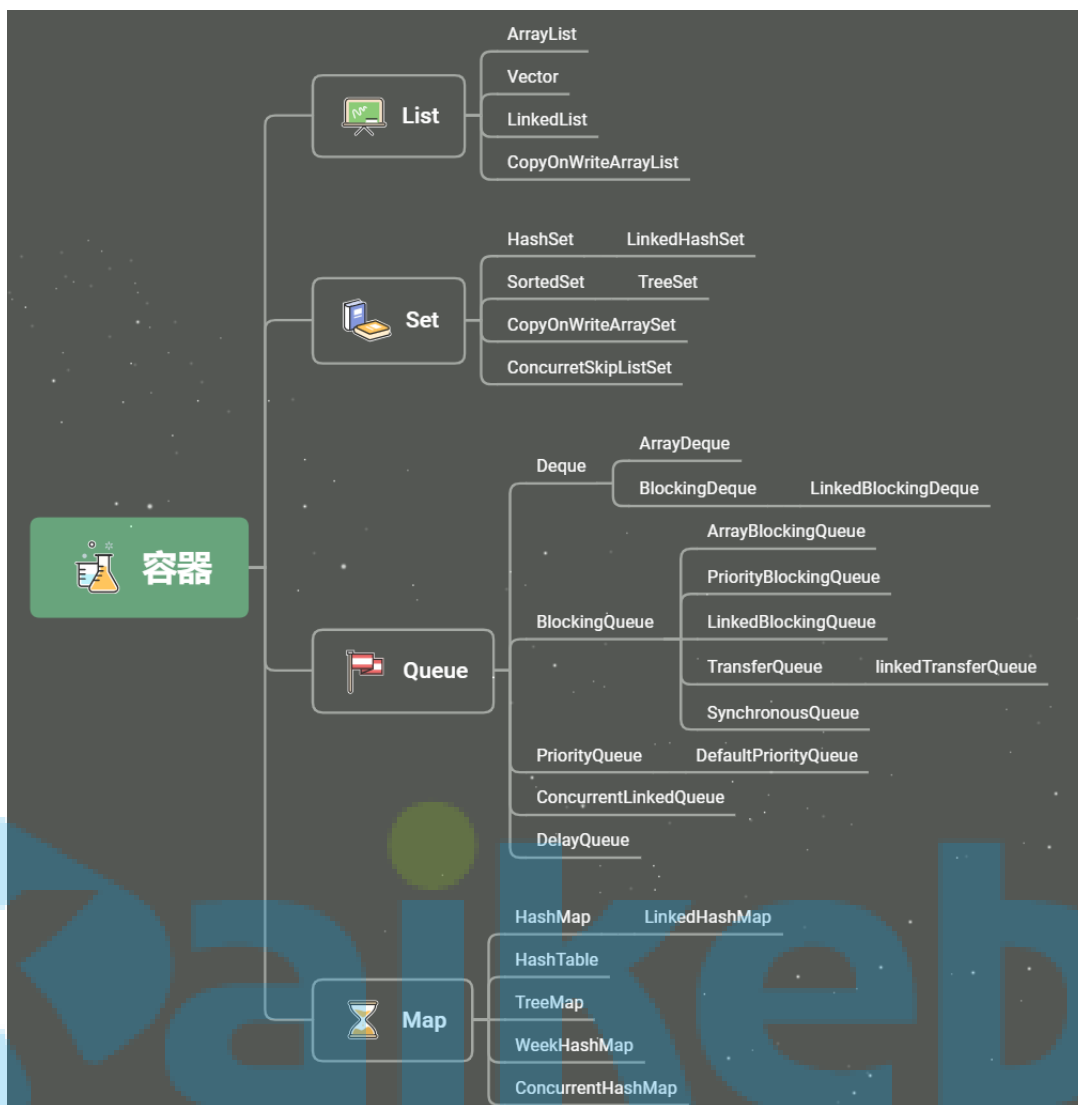 容器
List
ArrayList
Vector
LinkedList
CopyOnWriteArrayList
Set
HashSet LinkedHashSet
SortedSet TreeSet
CopyOnWriteArraySet
ConcurretSkipListSet
Queue
Deque
ArrayDeque
BlockingDeque LinkedBlockingDeque
BlockingQueue
ArrayBlockingQueue
PriorityBlockingQueue
LinkedBlockingQueue
TransferQueue linkedTransferQueue
SynchronousQueue
PriorityQueue DefaultPriorityQueue
ConcurrentLinkedQueue
DelayQueue
Map
HashMap LinkedHashMap
HashTable
TreeMap
WeekHashMap
ConcurrentHashMap
aikeb